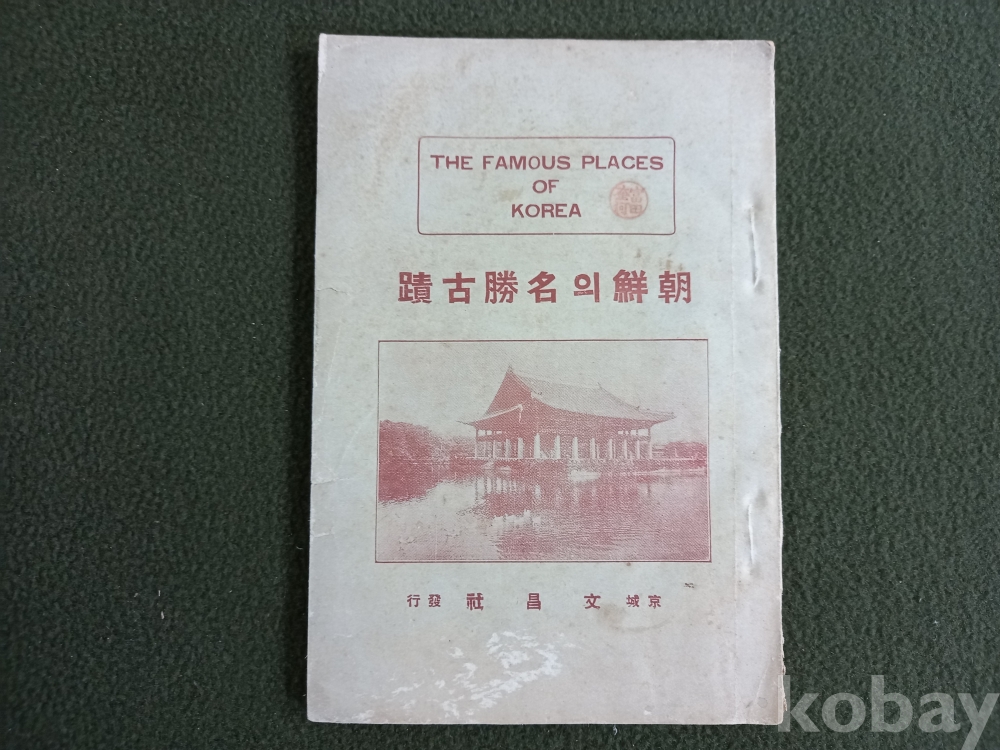 THE FAMOUS PLACES
OF
KOREA
朝鮮의名勝古蹟
京城 文昌社 發行
kobay